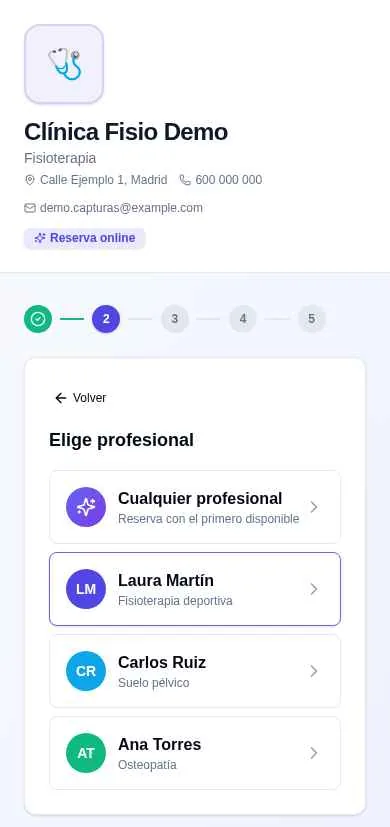 Clínica Fisio Demo
Fisioterapia
Calle Ejemplo 1, Madrid 600 000 000
demo.capturas@example.com
Reserva online
2 3 4 5
Volver
Elige profesional
Cualquier profesional
Reserva con el primero disponible
LM Laura Martín
Fisioterapia deportiva
CR Carlos Ruiz
Suelo pélvico
AT Ana Torres
Osteopatía